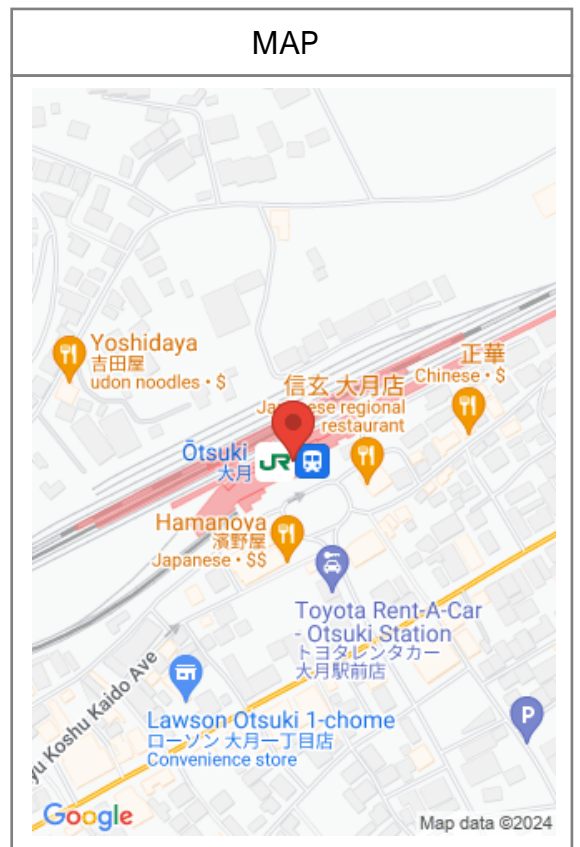 MAP
Yoshidaya
吉田屋
udon noodles • $
正華
Chinese • $
信玄 大月店
Japanese regional
restaurant
Ōtsuki
大月
JR
Hamanoya
濱野屋
Japanese • $$
Toyota Rent-A-Car
- Otsuki Station
トヨタレンタカー
大月駅前店
P
yu Koshu Kaido Ave
Lawson Otsuki 1-chome
ローソン 大月一丁目店
Convenience store
Google
Map data ©2024